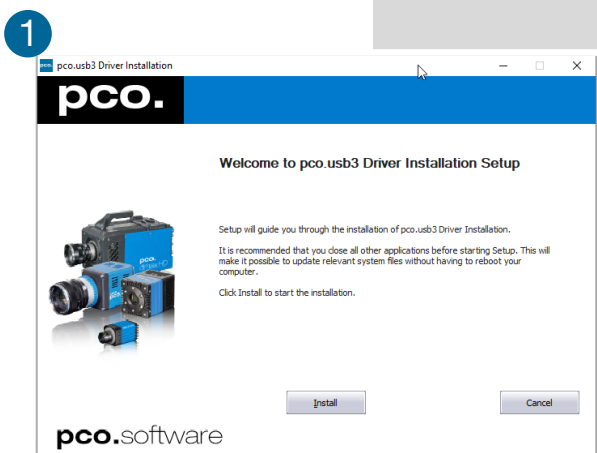 1
pco.usb3 Driver Installation
pco.
Welcome to pco.usb3 Driver Installation Setup
Setup will guide you through the installation of pco.usb3 Driver Installation.
It is recommended that you close all other applications before starting Setup. This will
make it possible to update relevant system files without having to reboot your
computer.
Click Install to start the installation.
pco.
dimax HD
Install
Cancel
pco.software